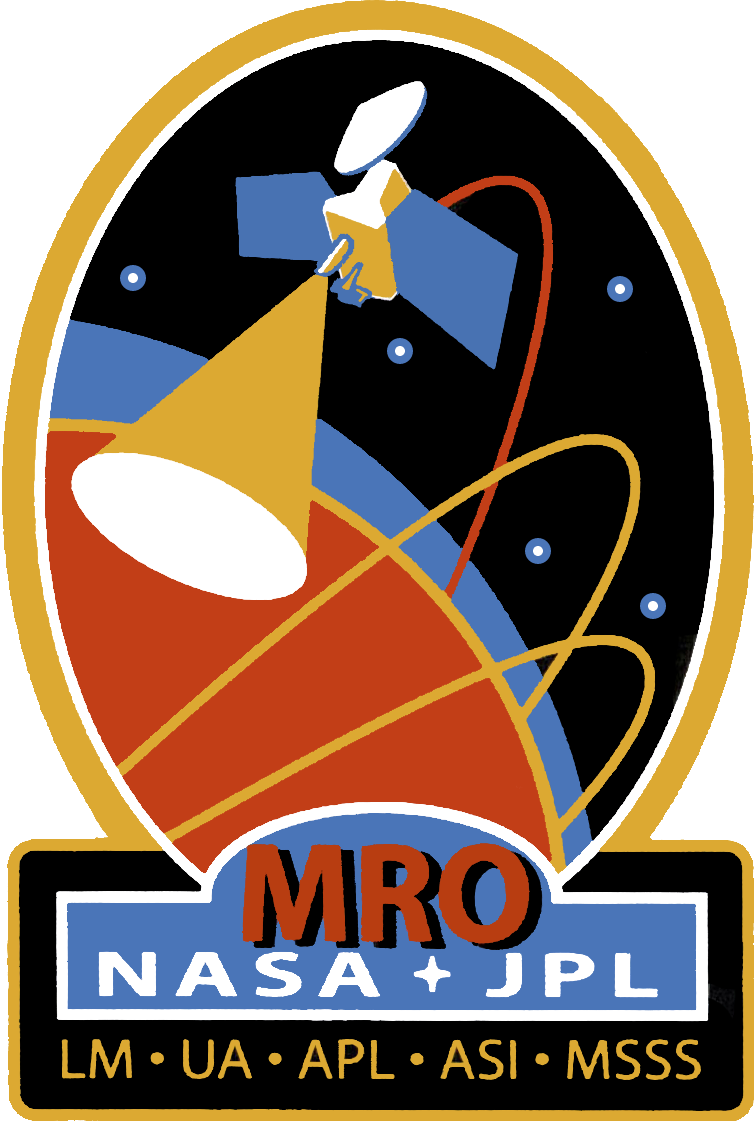 MRO
NASA ✦ JPL
LM • UA • APL • ASI • MSSS